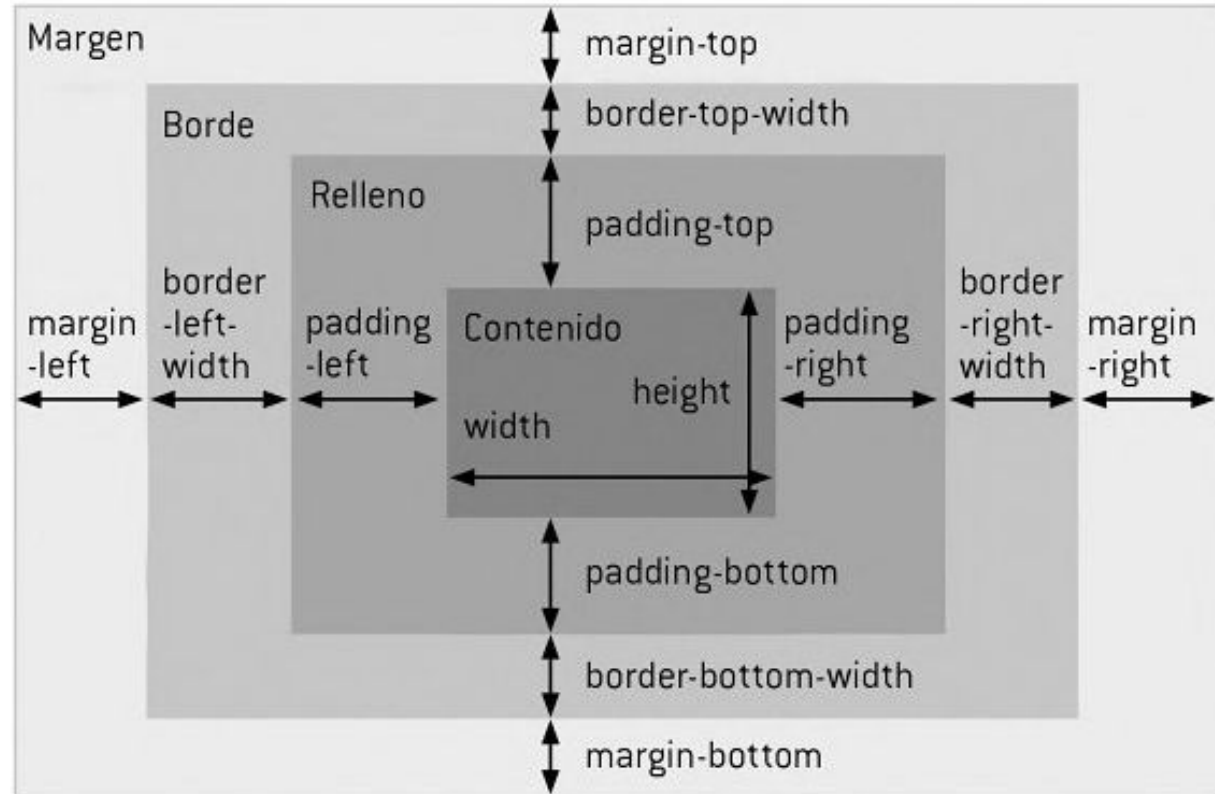 Margen
margin-top
Borde
border-top-width
Relleno
padding-top
margin
-left
border
-left-
width
padding
-left
Contenido
height
width
padding
-right
border
-right-
width
margin
-right
padding-bottom
border-bottom-width
margin-bottom